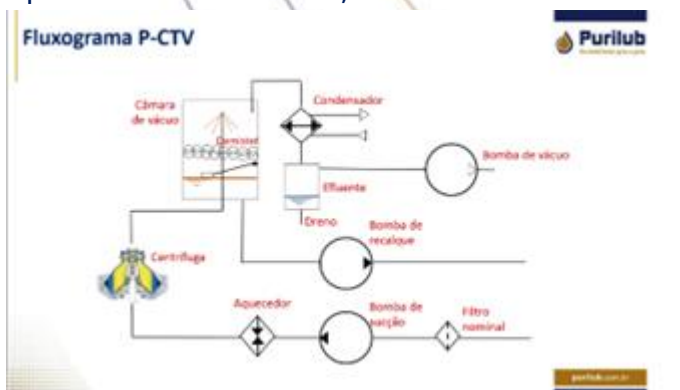 Fluxograma P-CTV
Purilub
Câmara
de vácuo
Condensador
Demister
Bomba de vácuo
Efluente
Dreno
Bomba de
recalque
Centrífuga
Aquecedor
Bomba de
sucção
Filtro
nominal
purilub.com.br